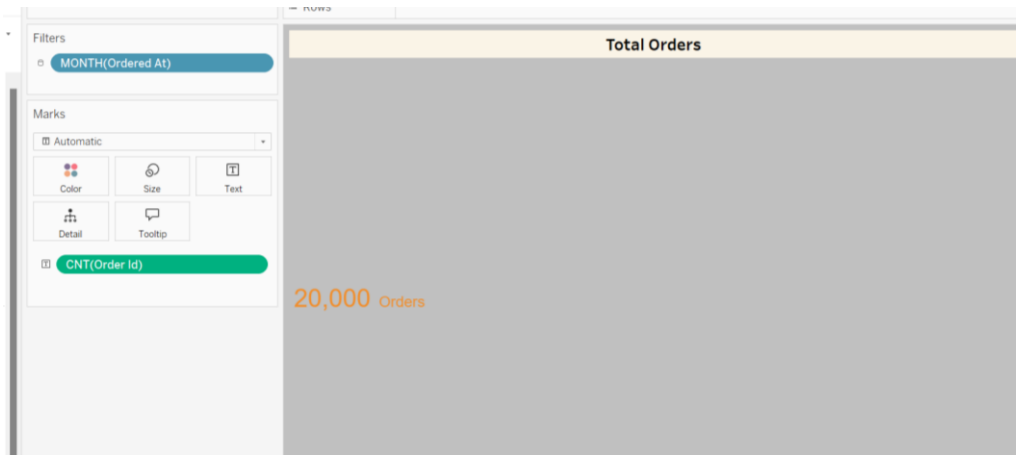 Rows
Filters
MONTH(Ordered At)
Marks
Automatic
Color
Size
Text
Detail
Tooltip
CNT(Order Id)
Total Orders
20,000 Orders